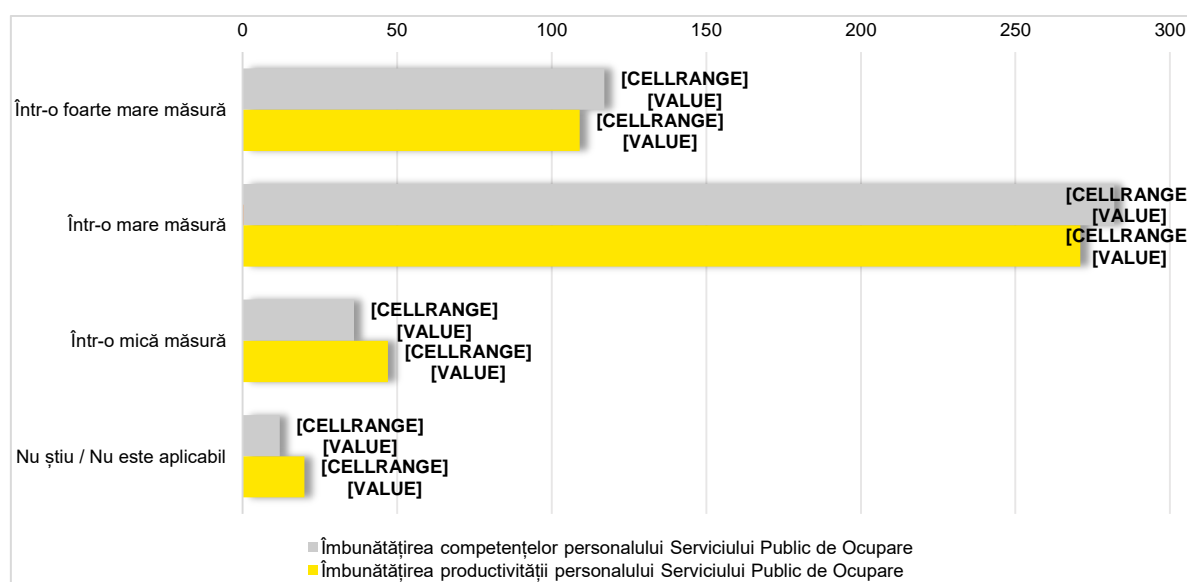 0 50 100 150 200 250 300
Într-o foarte mare măsură
[CELLRANGE]
[VALUE]
[CELLRANGE]
[VALUE]
Într-o mare măsură
[CELLRANGE
[VALUE]
[CELLRANGE
[VALUE]
Într-o mică măsură
[CELLRANGE]
[VALUE]
[CELLRANGE]
[VALUE]
Nu știu / Nu este aplicabil
[CELLRANGE]
[VALUE]
[CELLRANGE]
[VALUE]
Îmbunătățirea competențelor personalului Serviciului Public de Ocupare
Îmbunătățirea productivității personalului Serviciului Public de Ocupare